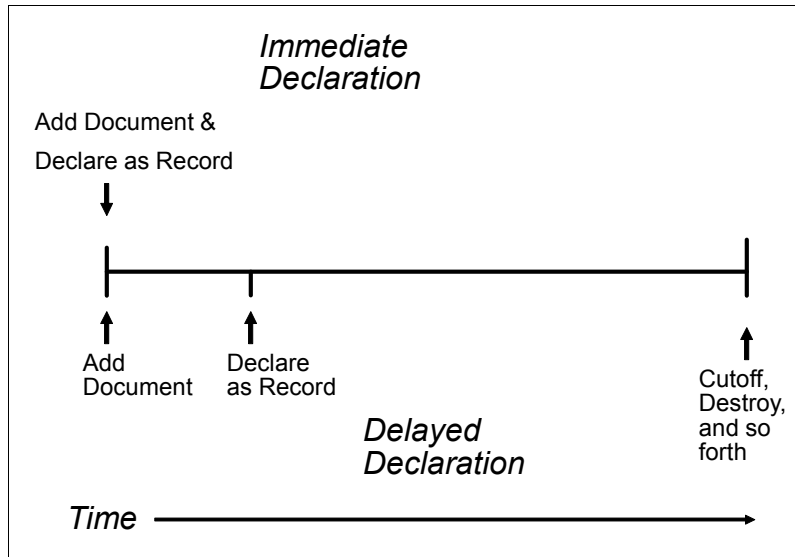 Immediate
Declaration
Add Document &
Declare as Record
Add
Document
Declare
as Record
Cutoff,
Destroy,
and so
forth
Delayed
Declaration
Time